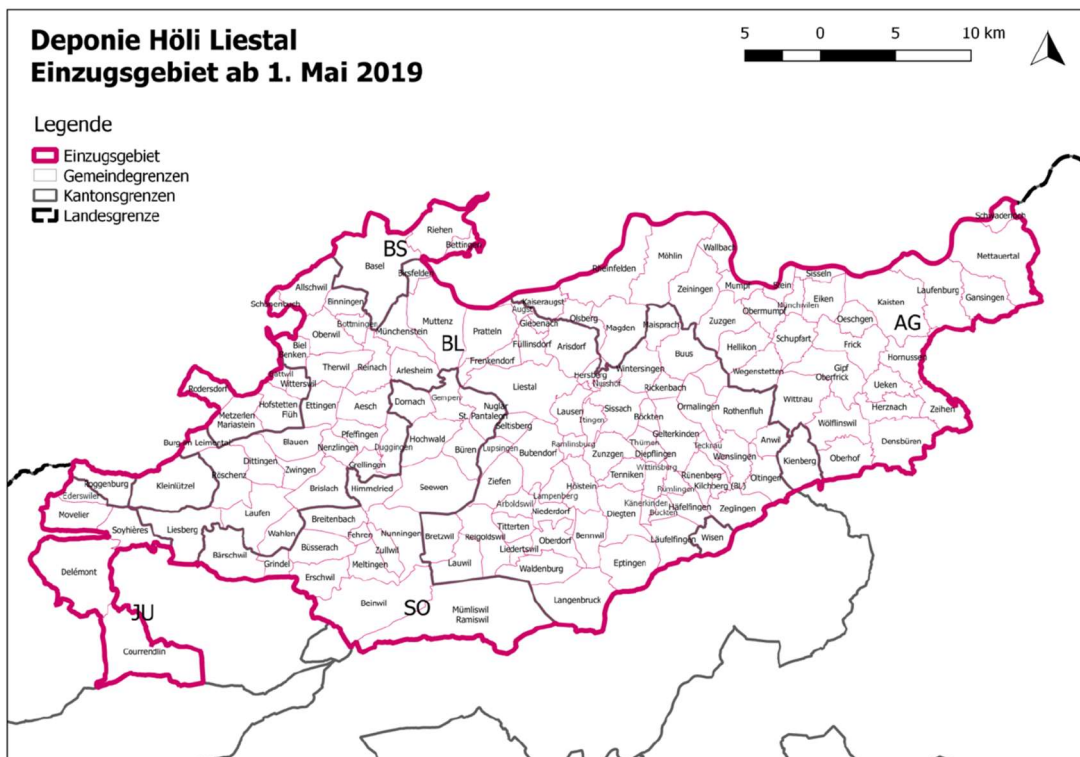 Deponie Höli Liestal
Einzugsgebiet ab 1. Mai 2019
5 0 5 10 km
Legende
Einzugsgebiet
Gemeindegrenzen
Kantonsgrenzen
Landesgrenze
Riehen
Bettingen
BS
Basel
Birsfelden
Allschwil
Schönenbuch
Binningen
Bottmingen
Oberwil
Münchenstein
Muttenz
Pratteln
BL
Biel
Benken
Therwil
Reinach
Arlesheim
Frenkendorf
Füllinsdorf
Augst
Kaiseraugst
Giebenach
Arisdorf
Olsberg
Rheinfelden
Magden
Möhlin
Wallbach
Zeiningen
Mumpf
Stein
Sisseln
Münchwilen
Eiken
Obermumpf
Zuzgen
Maisprach
Buus
Hellikon
Schupfart
Oeschgen
Kaisten
Laufenburg
AG
Frick
Gansingen
Nettauertal
Schwaderloch
Hornussen
Wegenstetten
Gipf
Oberfrick
Ueken
Herznach
Zeihen
Wittnau
Wölflinswil
Densbüren
Oberhof
Kienberg
Rodersdorf
Bättwil
Witterswil
Hofstetten
Flüh
Metzerlen
Mariastein
Ettingen
Aesch
Dornach
Gempen
Nuglar
St. Pantaleon
Liestal
Hersberg
Nusshof
Wintersingen
Rickenbach
Lausen
Itingen
Sissach
Böckten
Ormalingen
Rothenfluh
Gelterkinden
Thürnen
Diepflingen
Tecknau
Wensingen
Anwil
Oltingen
Burg im Leimental
Blauen
Pfeffingen
Nenzlingen
Duggingen
Grellingen
Hochwald
Büren
Seltisberg
Lupsingen
Bubendorf
Ramlinsburg
Zunzgen
Tenniken
Wittinsburg
Rümlingen
Rünenberg
Kilchberg (BL)
Zeglingen
Häfelfingen
Känerkinder
Buckten
Läufelfingen
Wisen
Dittingen
Zwingen
Röschenz
Brislach
Himmelried
Seewen
Ziefen
Arboldswil
Lampenberg
Hölstein
Niederdorf
Diegten
Bennwil
Eptingen
Roggenburg
Ederswiler
Movelier
Kleinlützel
Soyhières
Liesberg
Laufen
Wahlen
Bärschwil
Grindel
Breitenbach
Büsserach
Fehren
Nunningen
Zullwil
Meltingen
Erschwil
Bretzwil
Reigoldswil
Lauwil
Titterten
Liedertswil
Oberdorf
Waldenburg
Langenbruck
Beinwil
SO
Mümliswil
Ramiswil
Delémont
JU
Courrendlin